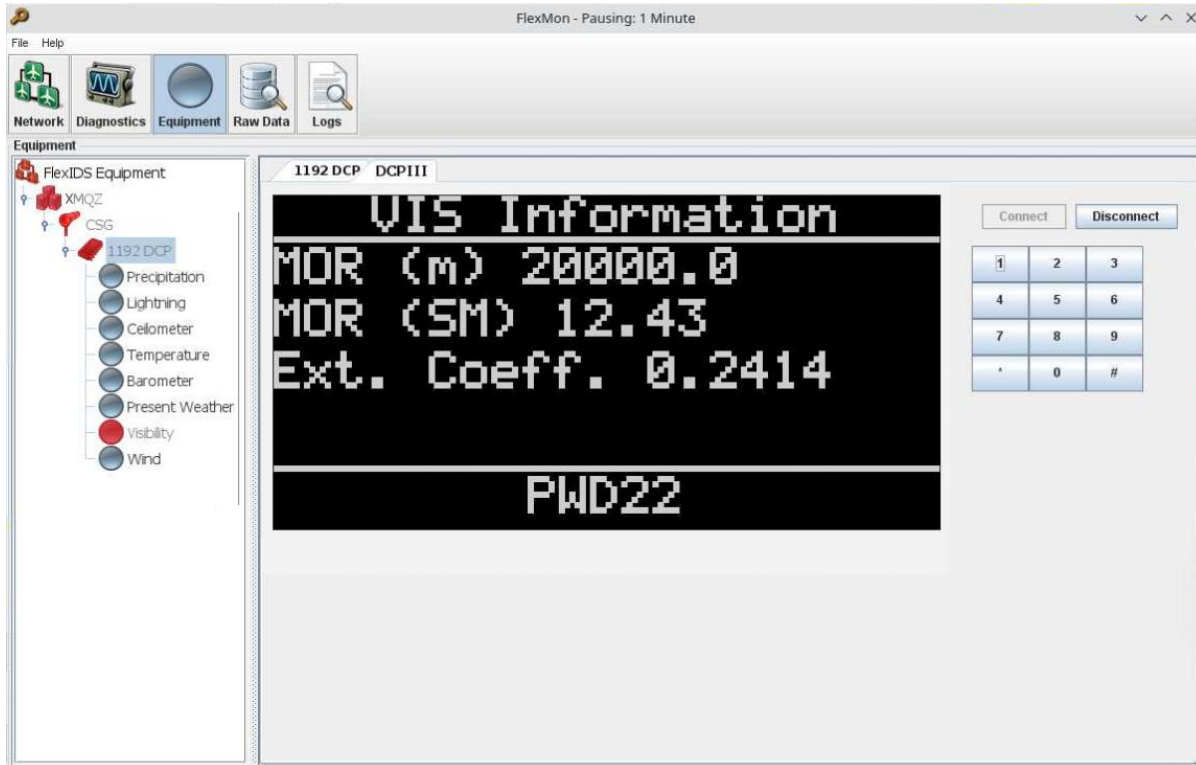 FlexMon - Pausing: 1 Minute
File Help
Network Diagnostics Equipment Raw Data Logs
Equipment
FlexIDS Equipment
XMQZ
CSG
1192 DCP
Precipitation
Lightning
Ceilometer
Temperature
Barometer
Present Weather
Visibility
Wind
1192 DCP DCPIII
VIS Information
MOR (m) 20000.0
MOR (SM) 12.43
Ext. Coeff. 0.2414
PWD22
Connect Disconnect
1 2 3
4 5 6
7 8 9
* 0 #